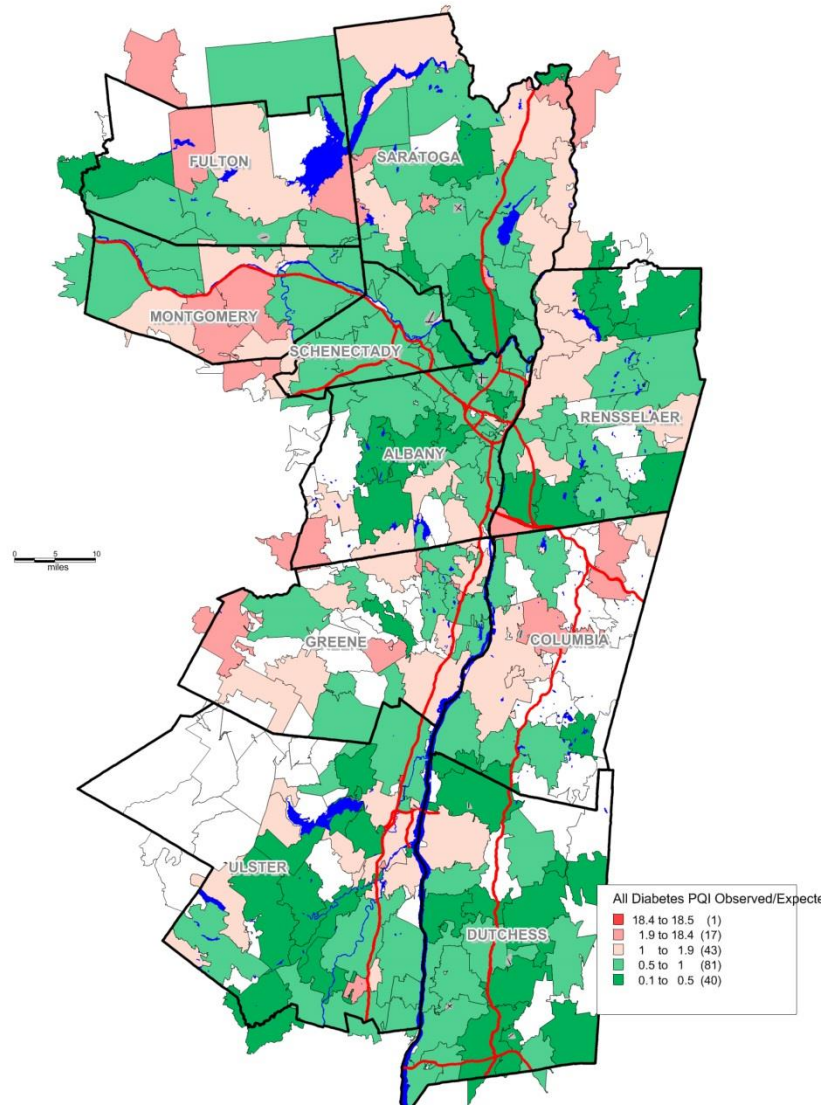 SARATOGA
FULTON
MONTGOMERY
SCHENECTADY
RENSSELAER
ALBANY
0 5 10
miles
GREENE
COLUMBIA
ULSTER
DUTCHESS
All Diabetes PQI Observed/Expecte
18.4 to 18.5 (1)
1.9 to 18.4 (17)
1 to 1.9 (43)
0.5 to 1 (81)
0.1 to 0.5 (40)